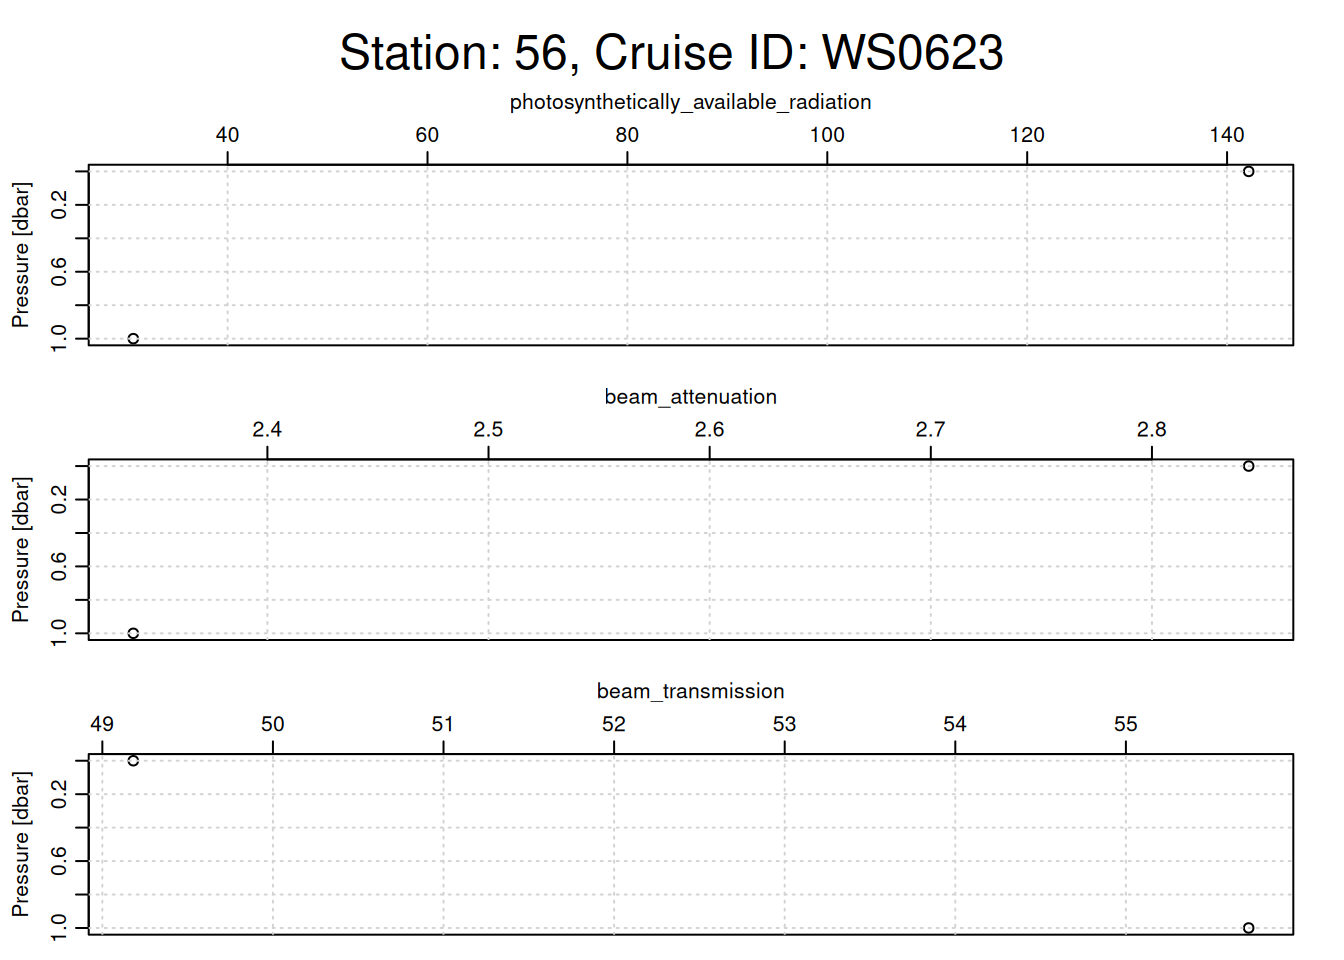 Station: 56, Cruise ID: WS0623
photosynthetically_available_radiation
40 60 80 100 120 140
Pressure [dbar]
0.2
0.6
1.0
beam_attenuation
2.4 2.5 2.6 2.7 2.8
Pressure [dbar]
0.2
0.6
1.0
beam_transmission
49 50 51 52 53 54 55
Pressure [dbar]
0.2
0.6
1.0